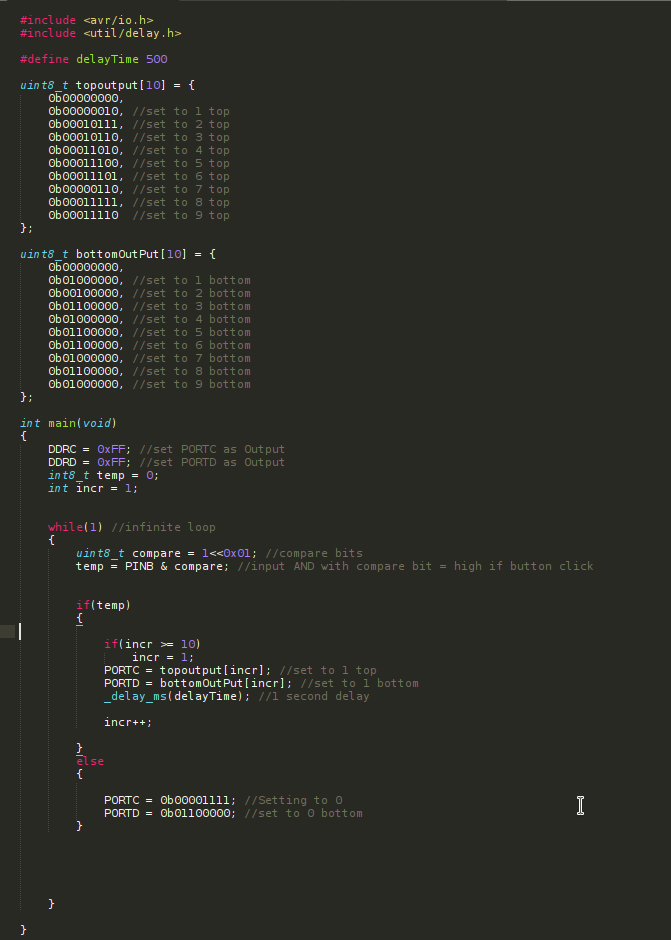 #include <avr/io.h>
#include <util/delay.h>
#define delayTime 500
uint8_t topoutput[10] = {
    0b00000000,
    0b00000010, //set to 1 top
    0b00010111, //set to 2 top
    0b00010110, //set to 3 top
    0b00011010, //set to 4 top
    0b00011100, //set to 5 top
    0b00011101, //set to 6 top
    0b00000110, //set to 7 top
    0b00011111, //set to 8 top
    0b00011110  //set to 9 top
};
uint8_t bottomOutPut[10] = {
    0b00000000,
    0b01000000, //set to 1 bottom
    0b00100000, //set to 2 bottom
    0b01100000, //set to 3 bottom
    0b01000000, //set to 4 bottom
    0b01100000, //set to 5 bottom
    0b01100000, //set to 6 bottom
    0b01000000, //set to 7 bottom
    0b01100000, //set to 8 bottom
    0b01000000, //set to 9 bottom
};
int main(void)
{
    DDRC = 0xFF; //set PORTC as Output
    DDRD = 0xFF; //set PORTD as Output
    int8_t temp = 0;
    int incr = 1;
    while(1) //infinite loop
    {
        uint8_t compare = 1<<0x01; //compare bits
        temp = PINB & compare; //input AND with compare bit = high if button click
        if(temp)
        {
            if(incr >= 10)
                incr = 1;
            PORTC = topoutput[incr]; //set to 1 top
            PORTD = bottomOutPut[incr]; //set to 1 bottom
            _delay_ms(delayTime); //1 second delay
            incr++;
        }
        else
        {
            PORTC = 0b00001111; //Setting to 0
            PORTD = 0b01100000; //set to 0 bottom
        }
    }
}